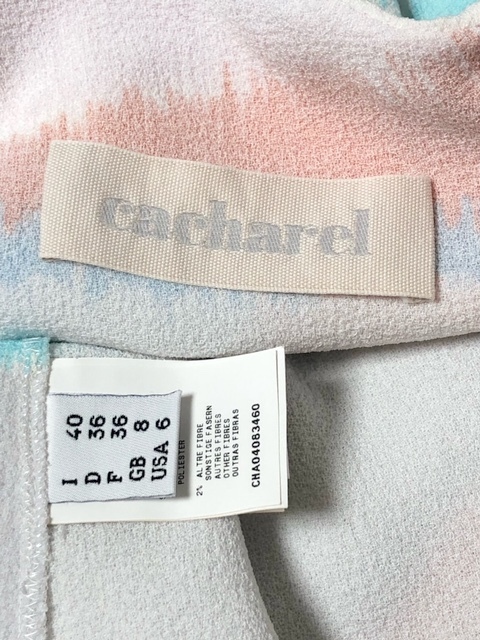 cacharel
I 40
D 36
F 36
GB 8
USA 6
POLIESTER
2% ALTRE FIBRE
SONSTIGE FASERN
AUTRES FIBRES
OTHER FIBRES
OUTRAS FIBRAS
CHA04083460